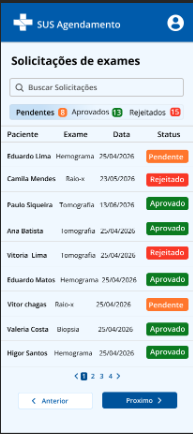 SUS Agendamento
Solicitações de exames
Buscar Solicitações
Pendentes 8 Aprovados 13 Rejeitados 15
Paciente Exame Data Status
Eduardo Lima Hemograma 25/04/2026 Pendente
Camila Mendes Raio-x 23/05/2026 Rejeitado
Paulo Siqueira Tomografia 13/06/2026 Aprovado
Ana Batista Tomografia 25/04/2026 Aprovado
Vitoria Lima Tomografia 25/04/2026 Rejeitado
Eduardo Matos Hemograma 25/04/2026 Aprovado
Vitor chagas Raio-x 25/04/2026 Pendente
Valeria Costa Biopsia 25/04/2026 Aprovado
Higor Santos Hemograma 25/04/2026 Aprovado
< 1 2 3 4 >
< Anterior Proximo >